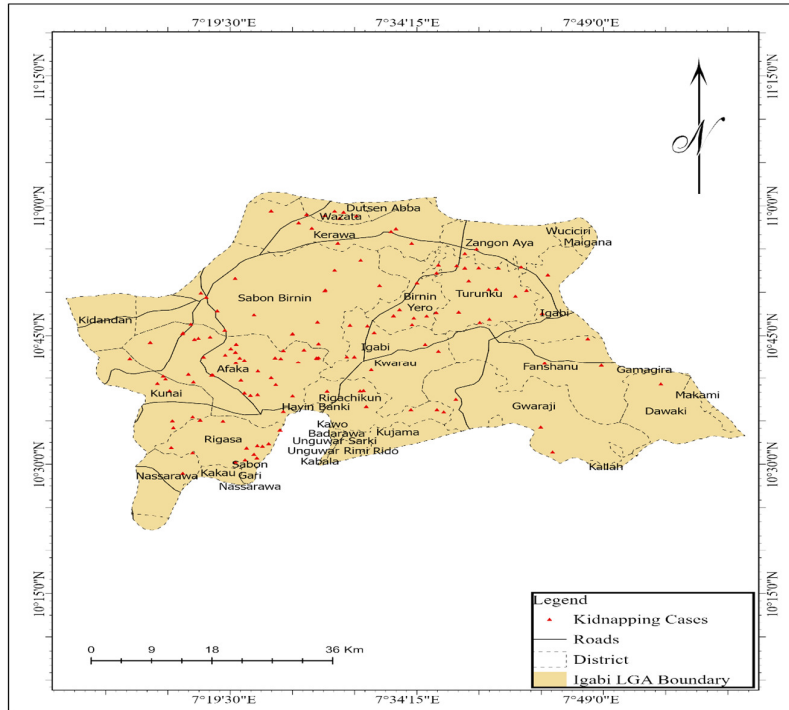 7°19'30"E 7°34'15"E 7°49'0"E
11°15'0"N 11°15'0"N
N
11°0'0"N 11°0'0"N
Dutsen Abba
Wazata
Kerawa
Wuciciri
Zangon Aya
Maigana
Sabon Birnin
Birnin
Yero
Turunku
Kidandan
Igabi
10°45'0"N 10°45'0"N
Igabi
Kwarau
Fanshanu
Afaka
Gamagira
Kunai
Rigachikun
Makami
Hayin Banki
Gwaraji
Dawaki
Kawo
Badarawa
Kujama
Rigasa
Unguwar Sarki
Unguwar Rimi Rido
Kabala
10°30'0"N 10°30'0"N
Sabon
Gari
Kallah
Nassarawa
Kakau
Nassarawa
10°15'0"N 10°15'0"N
Legend
Kidnapping Cases
Roads
District
Igabi LGA Boundary
0 9 18 36 Km
7°19'30"E 7°34'15"E 7°49'0"E